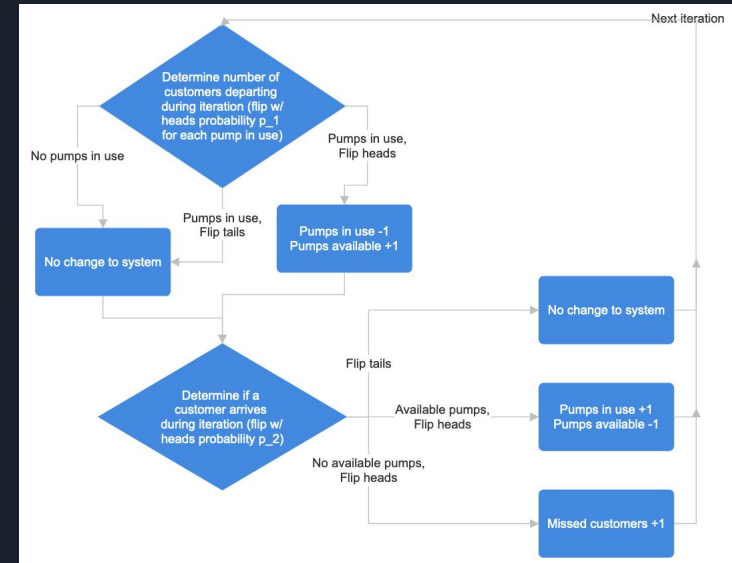 Next iteration
Determine number of
customers departing
during iteration (flip w/
heads probability p_1
for each pump in use)
Pumps in use,
Flip heads
No pumps in use
Pumps in use,
Flip tails
Pumps in use -1
Pumps available +1
No change to system
No change to system
Flip tails
Determine if a
customer arrives
during iteration (flip w/
heads probability p_2)
Available pumps,
Flip heads
Pumps in use +1
Pumps available -1
No available pumps,
Flip heads
Missed customers +1